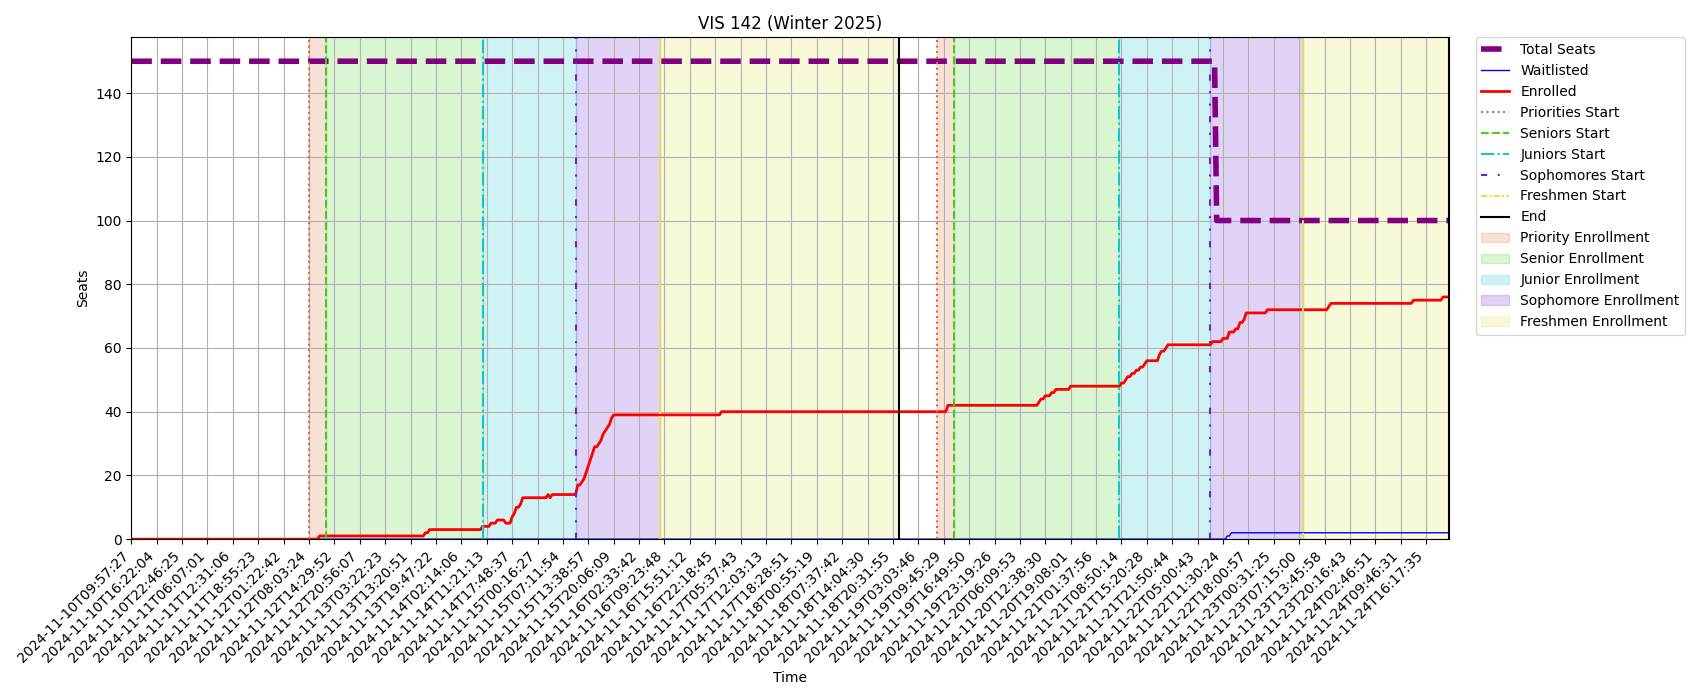 VIS 142 (Winter 2025)
Seats
140
120
100
80
60
40
20
0
2024-11-10T09:57:27
2024-11-10T16:22:04
2024-11-10T22:46:25
2024-11-11T06:07:01
2024-11-11T12:31:06
2024-11-11T18:55:23
2024-11-12T01:22:42
2024-11-12T08:03:24
2024-11-12T14:29:52
2024-11-12T20:56:07
2024-11-13T03:22:23
2024-11-13T13:20:51
2024-11-13T19:47:22
2024-11-14T02:14:06
2024-11-14T11:21:13
2024-11-14T17:48:37
2024-11-15T00:16:27
2024-11-15T07:11:54
2024-11-15T13:38:57
2024-11-15T20:06:09
2024-11-16T02:33:42
2024-11-16T09:23:48
2024-11-16T15:51:12
2024-11-16T22:18:45
2024-11-17T05:37:43
2024-11-17T12:03:13
2024-11-17T18:28:51
2024-11-18T00:55:19
2024-11-18T07:37:42
2024-11-18T14:04:30
2024-11-18T20:31:55
2024-11-19T03:03:46
2024-11-19T09:45:29
2024-11-19T16:49:50
2024-11-19T23:19:26
2024-11-20T06:09:53
2024-11-20T12:38:30
2024-11-20T19:08:01
2024-11-21T01:37:56
2024-11-21T08:50:14
2024-11-21T15:20:28
2024-11-21T21:50:44
2024-11-22T05:00:43
2024-11-22T11:30:24
2024-11-22T18:00:57
2024-11-23T00:31:25
2024-11-23T07:15:00
2024-11-23T13:45:58
2024-11-23T20:16:43
2024-11-24T02:46:51
2024-11-24T09:46:31
2024-11-24T16:17:35
Time
Total Seats
Waitlisted
Enrolled
Priorities Start
Seniors Start
Juniors Start
Sophomores Start
Freshmen Start
End
Priority Enrollment
Senior Enrollment
Junior Enrollment
Sophomore Enrollment
Freshmen Enrollment